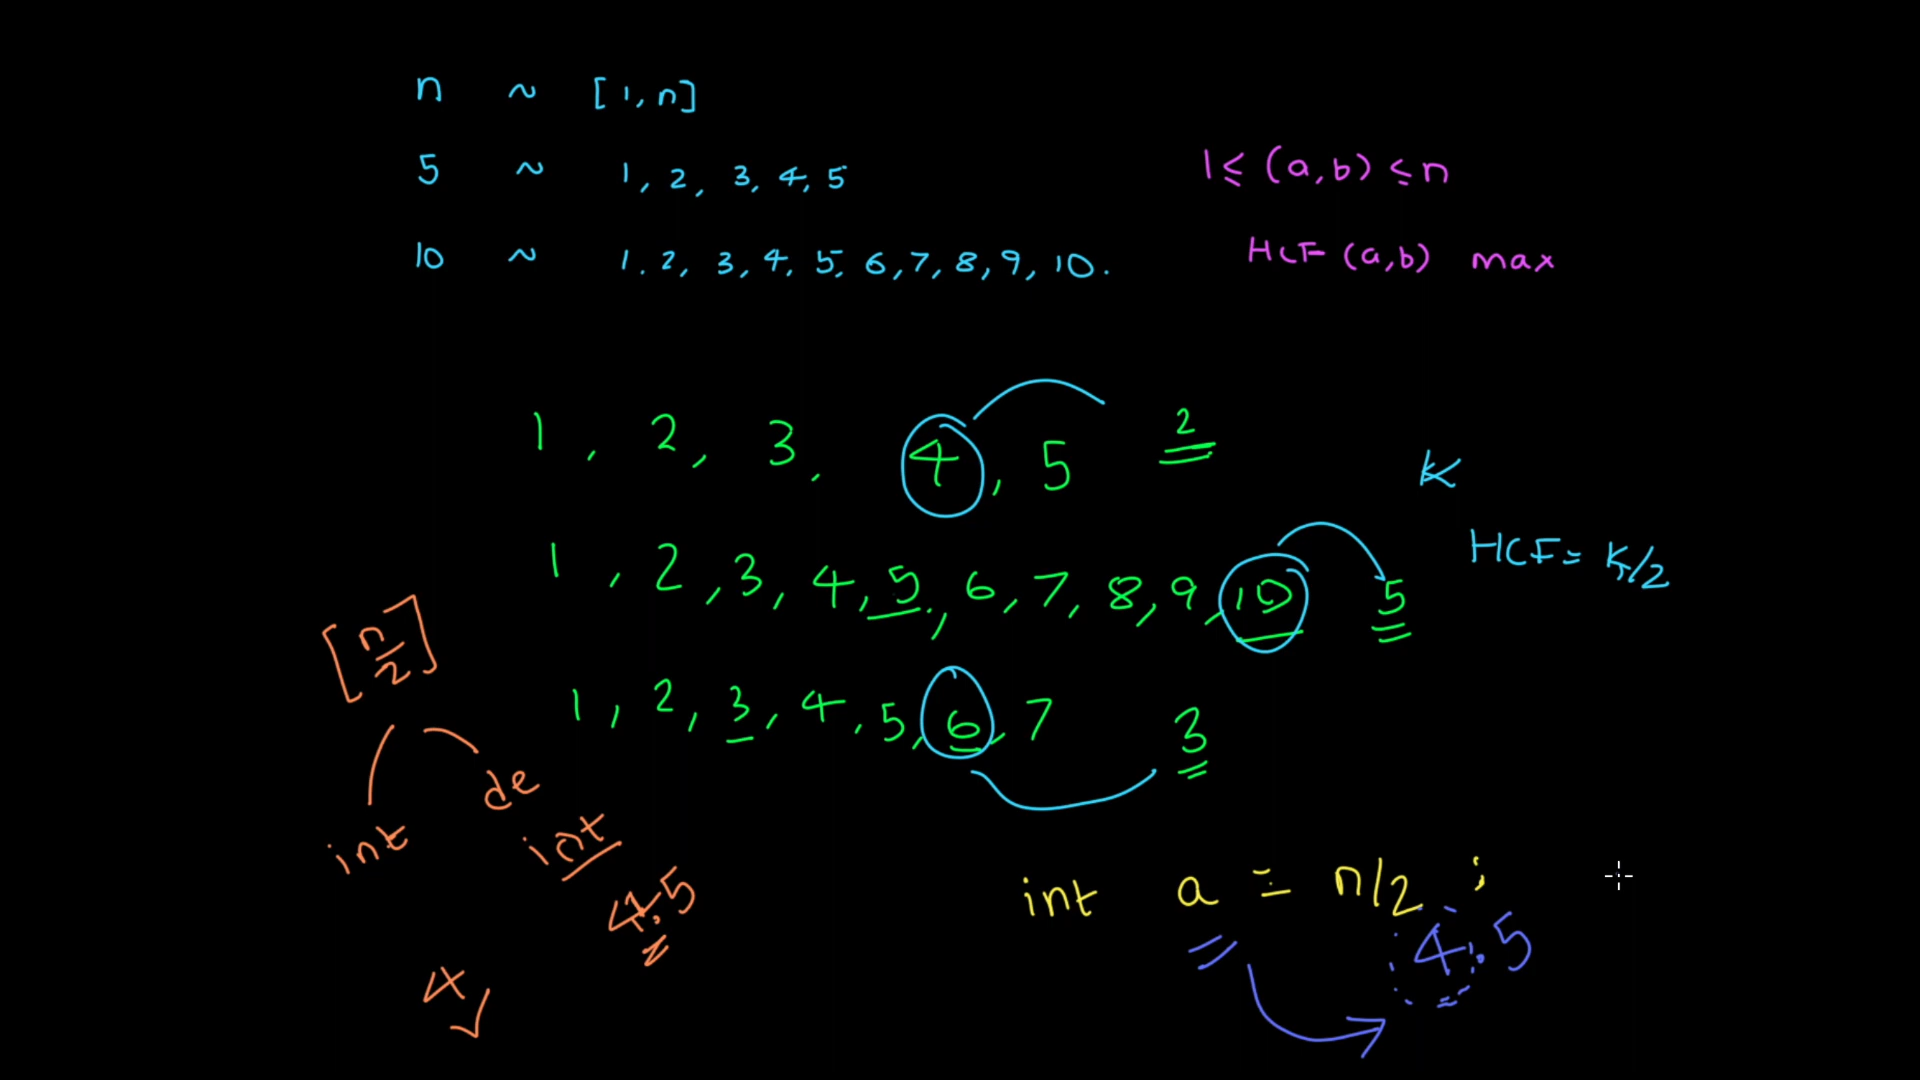 n ~ [1,n]
5 ~ 1, 2, 3, 4, 5
1≤ (a,b) ≤ n
10 ~ 1. 2, 3, 4, 5, 6, 7, 8, 9, 10.
HCF (a,b) max
1, 2, 3, 4, 5 2
K
1, 2, 3, 4, 5, 6, 7, 8, 9, 10 5
HCF = K/2
[n/2]
1, 2, 3, 4, 5, 6, 7 3
int
de
int
4.5
4
int a = n/2 ;
4.5